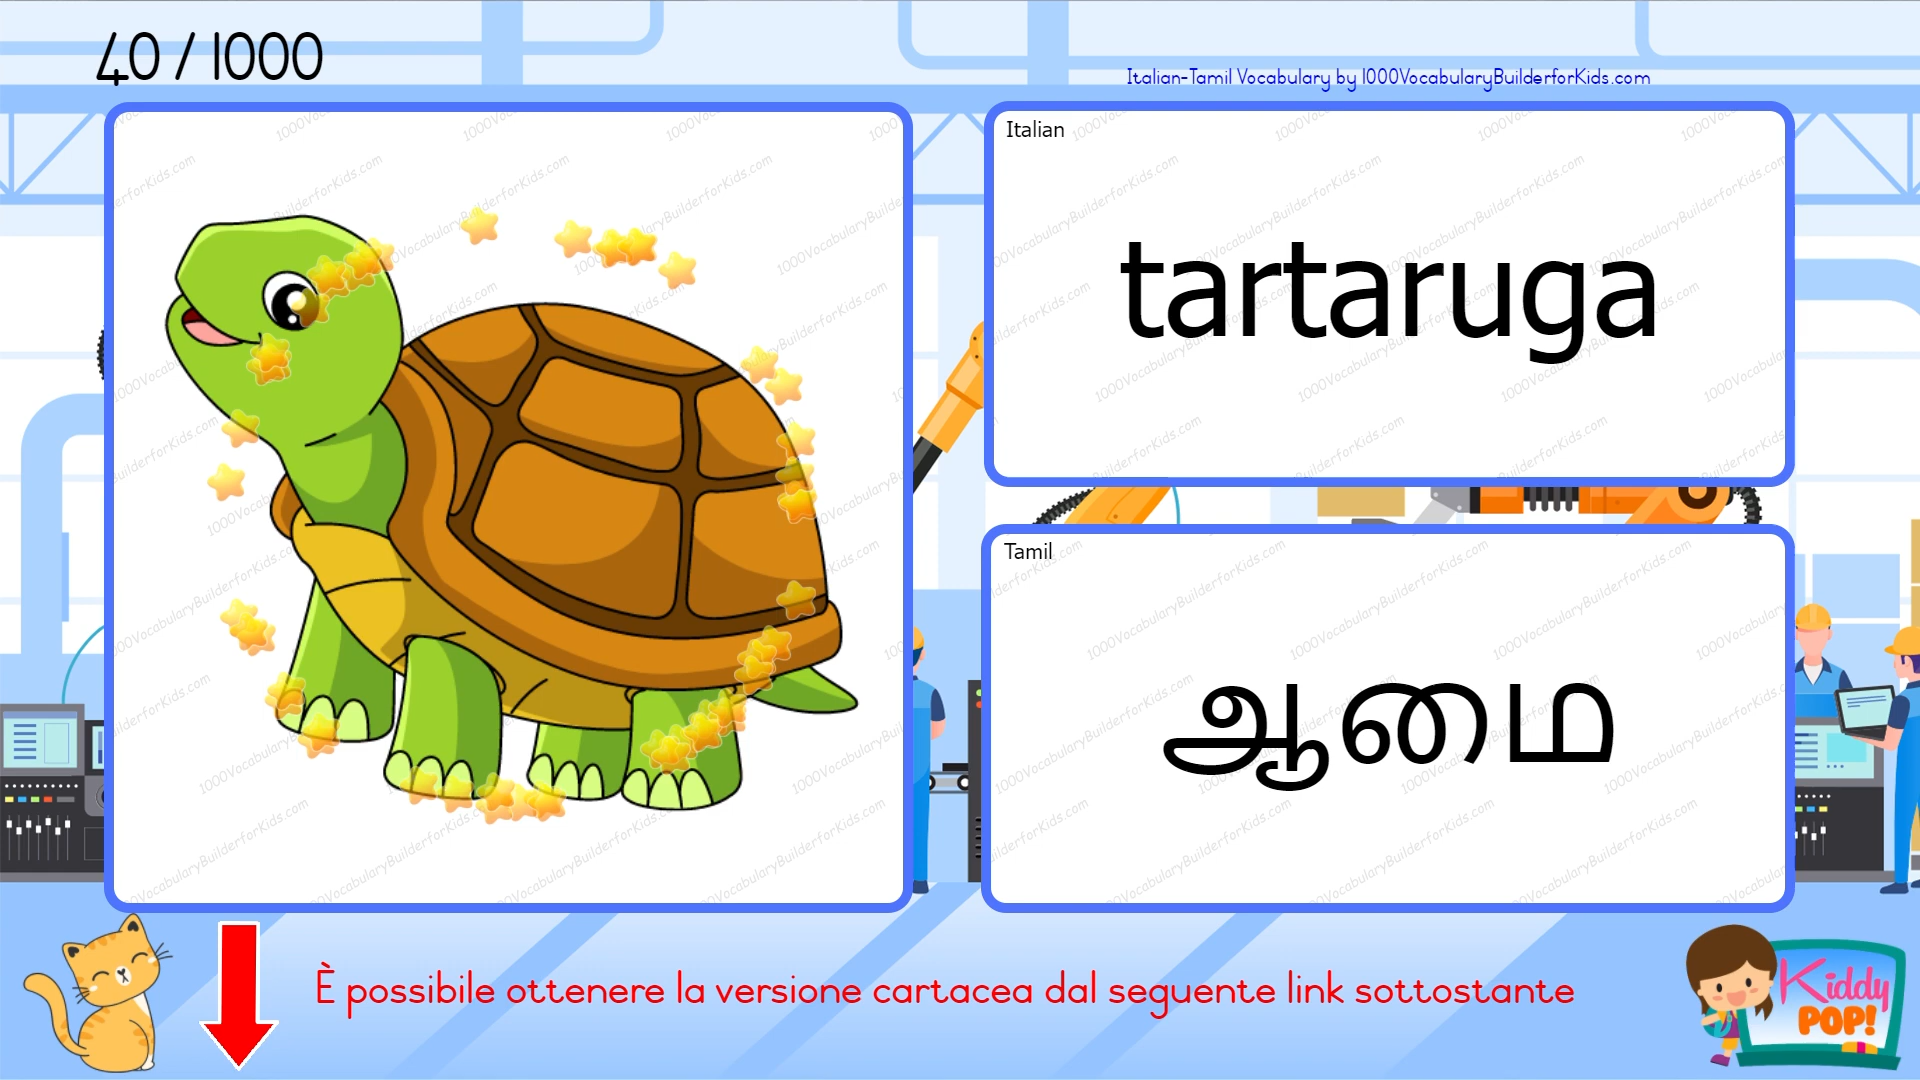 40 / 1000
Italian-Tamil Vocabulary by 1000VocabularyBuilderforKids.com
Italian
tartaruga
Tamil
ஆமை
È possibile ottenere la versione cartacea dal seguente link sottostante
Kiddy
POP!